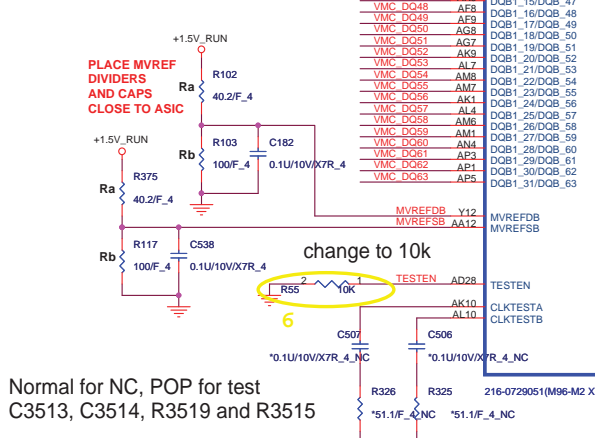 DQB1_15/DQB_47
VMC_DQ48 AF8 DQB1_16/DQB_48
VMC_DQ49 AF9 DQB1_17/DQB_49
VMC_DQ50 AG8 DQB1_18/DQB_50
VMC_DQ51 AG7 DQB1_19/DQB_51
VMC_DQ52 AK9 DQB1_20/DQB_52
VMC_DQ53 AL7 DQB1_21/DQB_53
VMC_DQ54 AM8 DQB1_22/DQB_54
VMC_DQ55 AM7 DQB1_23/DQB_55
VMC_DQ56 AK1 DQB1_24/DQB_56
VMC_DQ57 AL4 DQB1_25/DQB_57
VMC_DQ58 AM6 DQB1_26/DQB_58
VMC_DQ59 AM1 DQB1_27/DQB_59
VMC_DQ60 AN4 DQB1_28/DQB_60
VMC_DQ61 AP3 DQB1_29/DQB_61
VMC_DQ62 AP1 DQB1_30/DQB_62
VMC_DQ63 AP5 DQB1_31/DQB_63
+1.5V_RUN
PLACE MVREF
DIVIDERS
AND CAPS
CLOSE TO ASIC
Ra
R102
40.2/F_4
Rb
R103
100/F_4
C182
0.1U/10V/X7R_4
+1.5V_RUN
Ra
R375
40.2/F_4
Rb
R117
100/F_4
C538
0.1U/10V/X7R_4
MVREFDB Y12 MVREFDB
MVREFSB AA12 MVREFSB
change to 10k
2 1
R55 10K
6
TESTEN AD28 TESTEN
AK10 CLKTESTA
AL10 CLKTESTB
C507
*0.1U/10V/X7R_4_NC
C506
*0.1U/10V/X7R_4_NC
R326
*51.1/F_4_NC
R325
*51.1/F_4_NC
216-0729051(M96-M2 X
Normal for NC, POP for test
C3513, C3514, R3519 and R3515